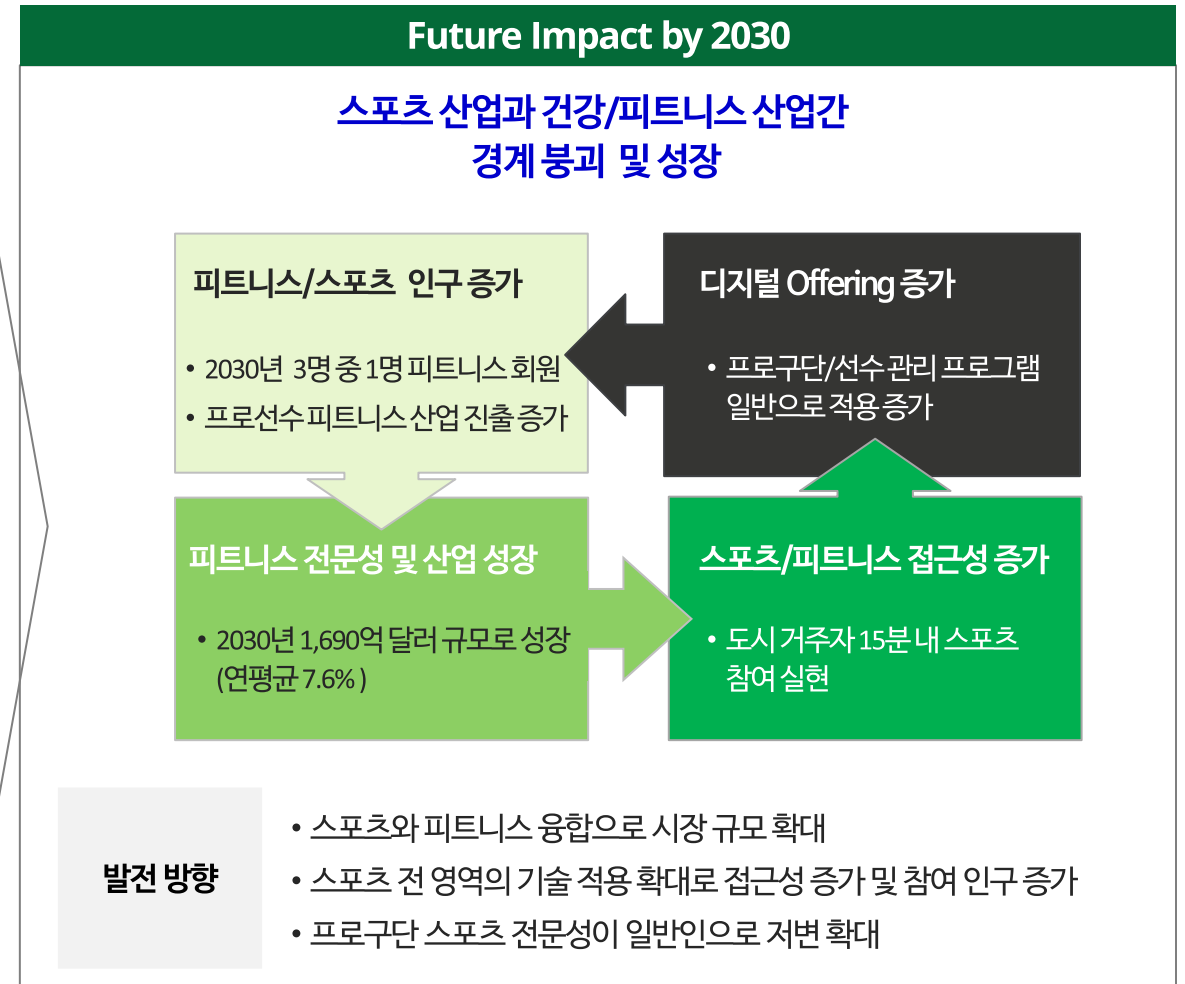 Future Impact by 2030
스포츠 산업과 건강/피트니스 산업간
경계 붕괴 및 성장
피트니스/스포츠 인구 증가
• 2030년 3명 중 1명 피트니스 회원
• 프로선수 피트니스 산업 진출 증가
디지털 Offering 증가
• 프로구단/선수 관리 프로그램
일반으로 적용 증가
피트니스 전문성 및 산업 성장
• 2030년 1,690억 달러 규모로 성장
(연평균 7.6% )
스포츠/피트니스 접근성 증가
• 도시 거주자 15분 내 스포츠
참여 실현
발전 방향
• 스포츠와 피트니스 융합으로 시장 규모 확대
• 스포츠 전 영역의 기술 적용 확대로 접근성 증가 및 참여 인구 증가
• 프로구단 스포츠 전문성이 일반인으로 저변 확대